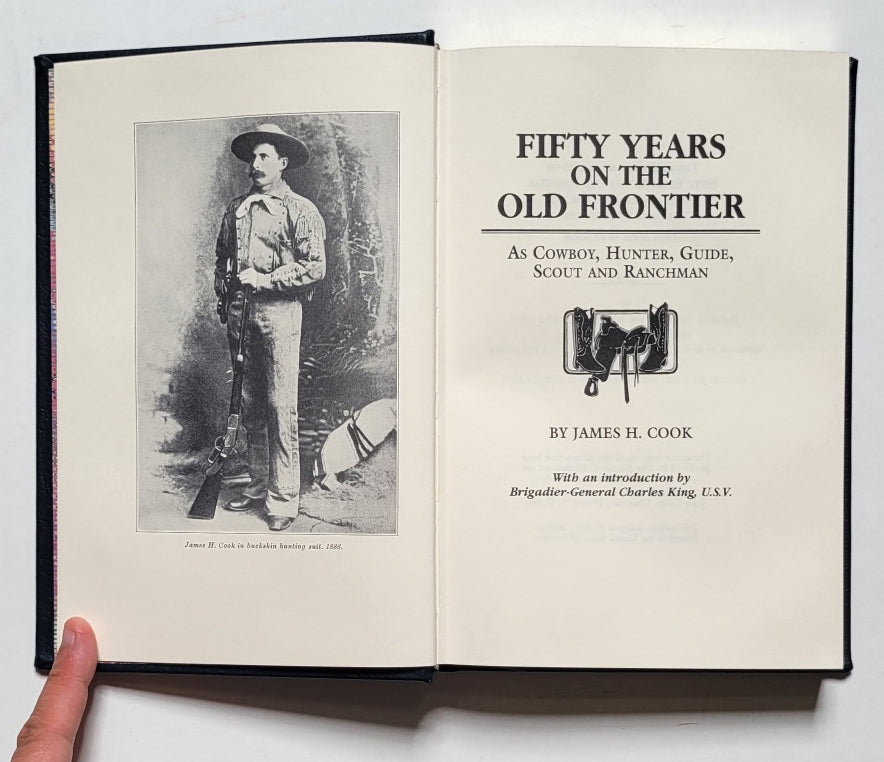 James H. Cook in buckskin hunting suit. 1886.
FIFTY YEARS
ON THE
OLD FRONTIER
AS COWBOY, HUNTER, GUIDE,
SCOUT AND RANCHMAN
BY JAMES H. COOK
With an introduction by
Brigadier-General Charles King, U.S.V.